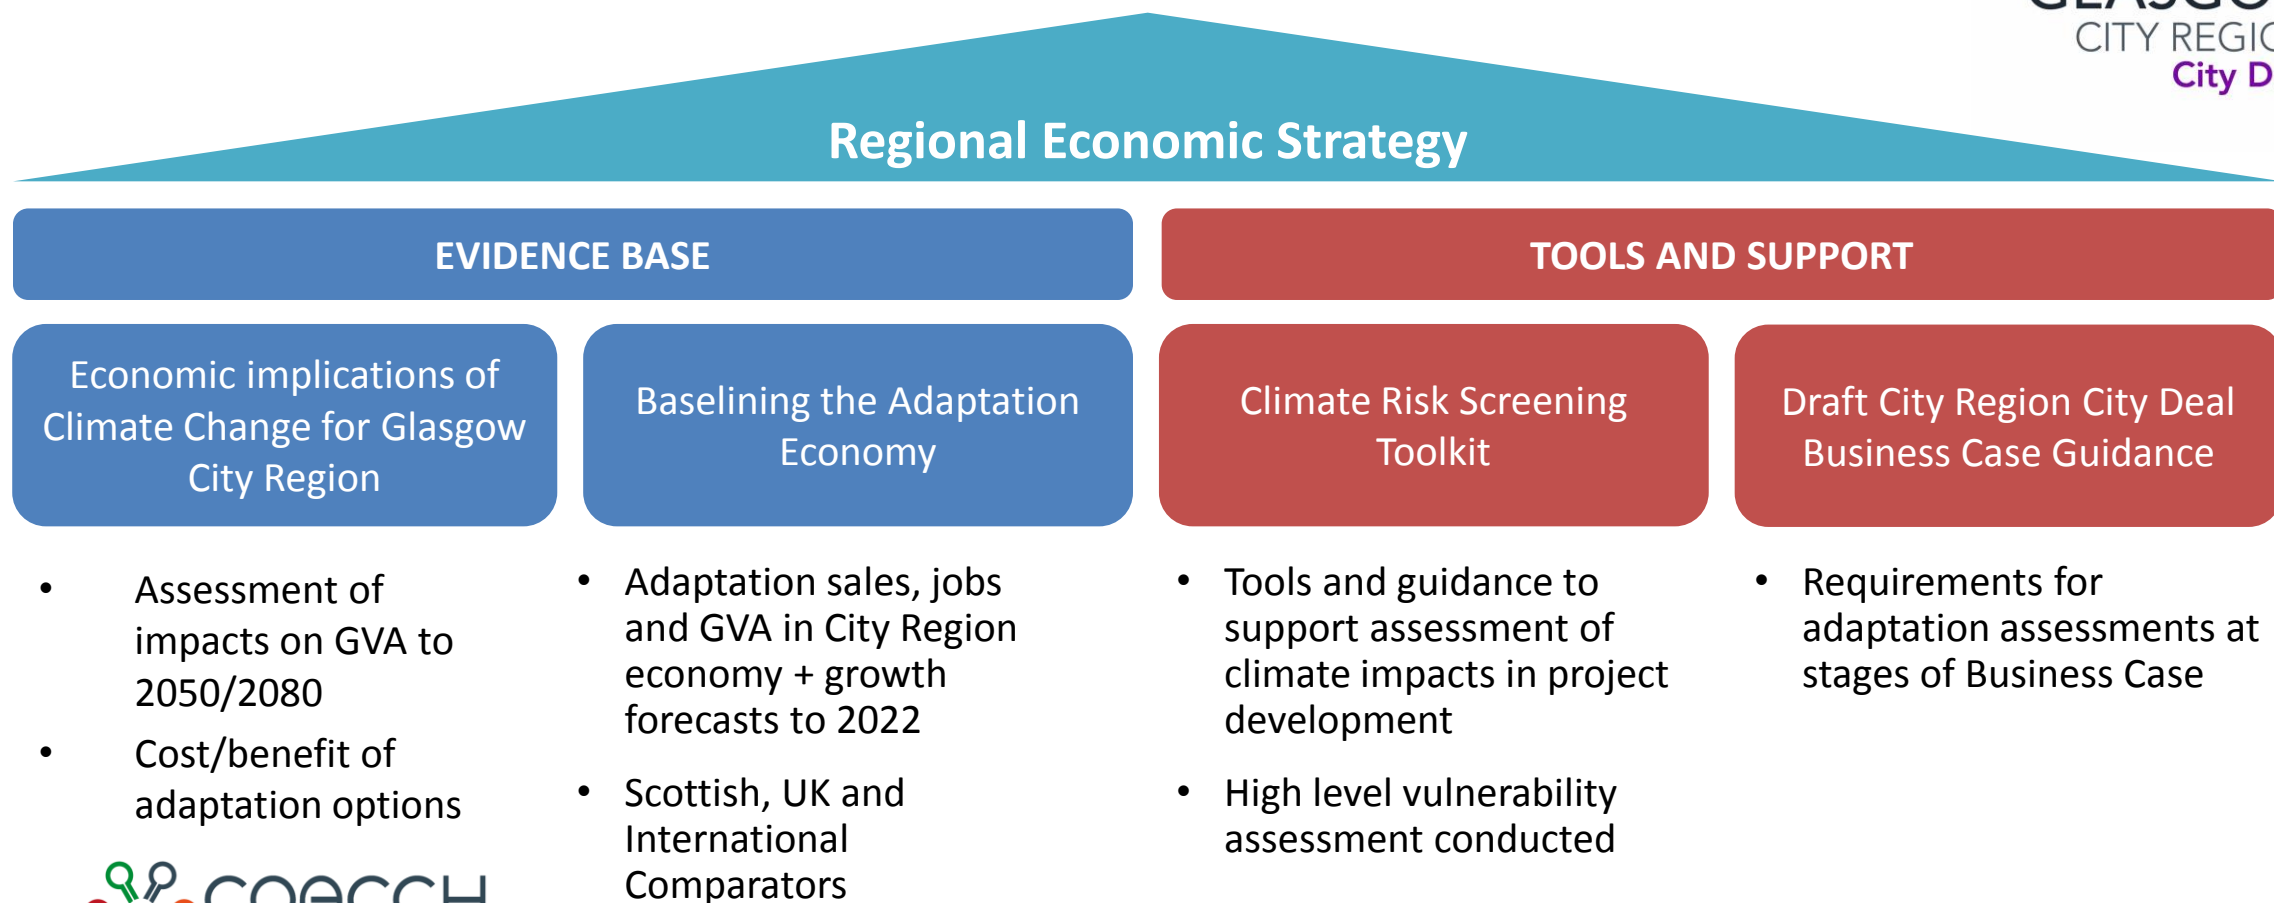 CITY REGIO
City D
Regional Economic Strategy
EVIDENCE BASE
TOOLS AND SUPPORT
Economic implications of
Climate Change for Glasgow
City Region
Baselining the Adaptation
Economy
Climate Risk Screening
Toolkit
Draft City Region City Deal
Business Case Guidance
• Assessment of
impacts on GVA to
2050/2080
• Cost/benefit of
adaptation options
• Adaptation sales, jobs
and GVA in City Region
economy + growth
forecasts to 2022
• Scottish, UK and
International
Comparators
• Tools and guidance to
support assessment of
climate impacts in project
development
• High level vulnerability
assessment conducted
• Requirements for
adaptation assessments at
stages of Business Case
COACCH